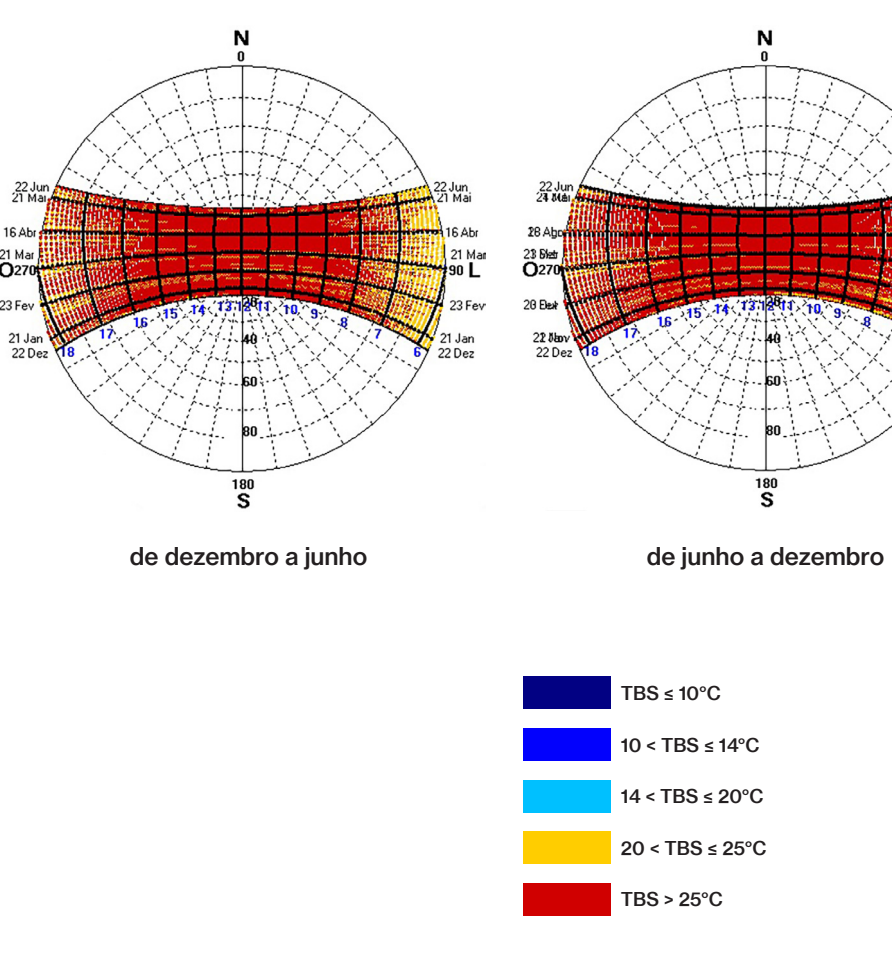 N
0
22 Jun
21 Mai
16 Abr
21 Mar
O 270
23 Fev
21 Jan
22 Dez
22 Jun
21 Mai
16 Abr
21 Mar
90 L
23 Fev
21 Jan
22 Dez
18 17 16 15 14 13 12 11 10 9 8 7 6
20
40
60
80
180
S
de dezembro a junho
N
0
22 Jun
O 270
22 Dez
18 17 16 15 14 13 12 11 10 9 8
20
40
60
80
180
S
de junho a dezembro
TBS ≤ 10°C
10 < TBS ≤ 14°C
14 < TBS ≤ 20°C
20 < TBS ≤ 25°C
TBS > 25°C